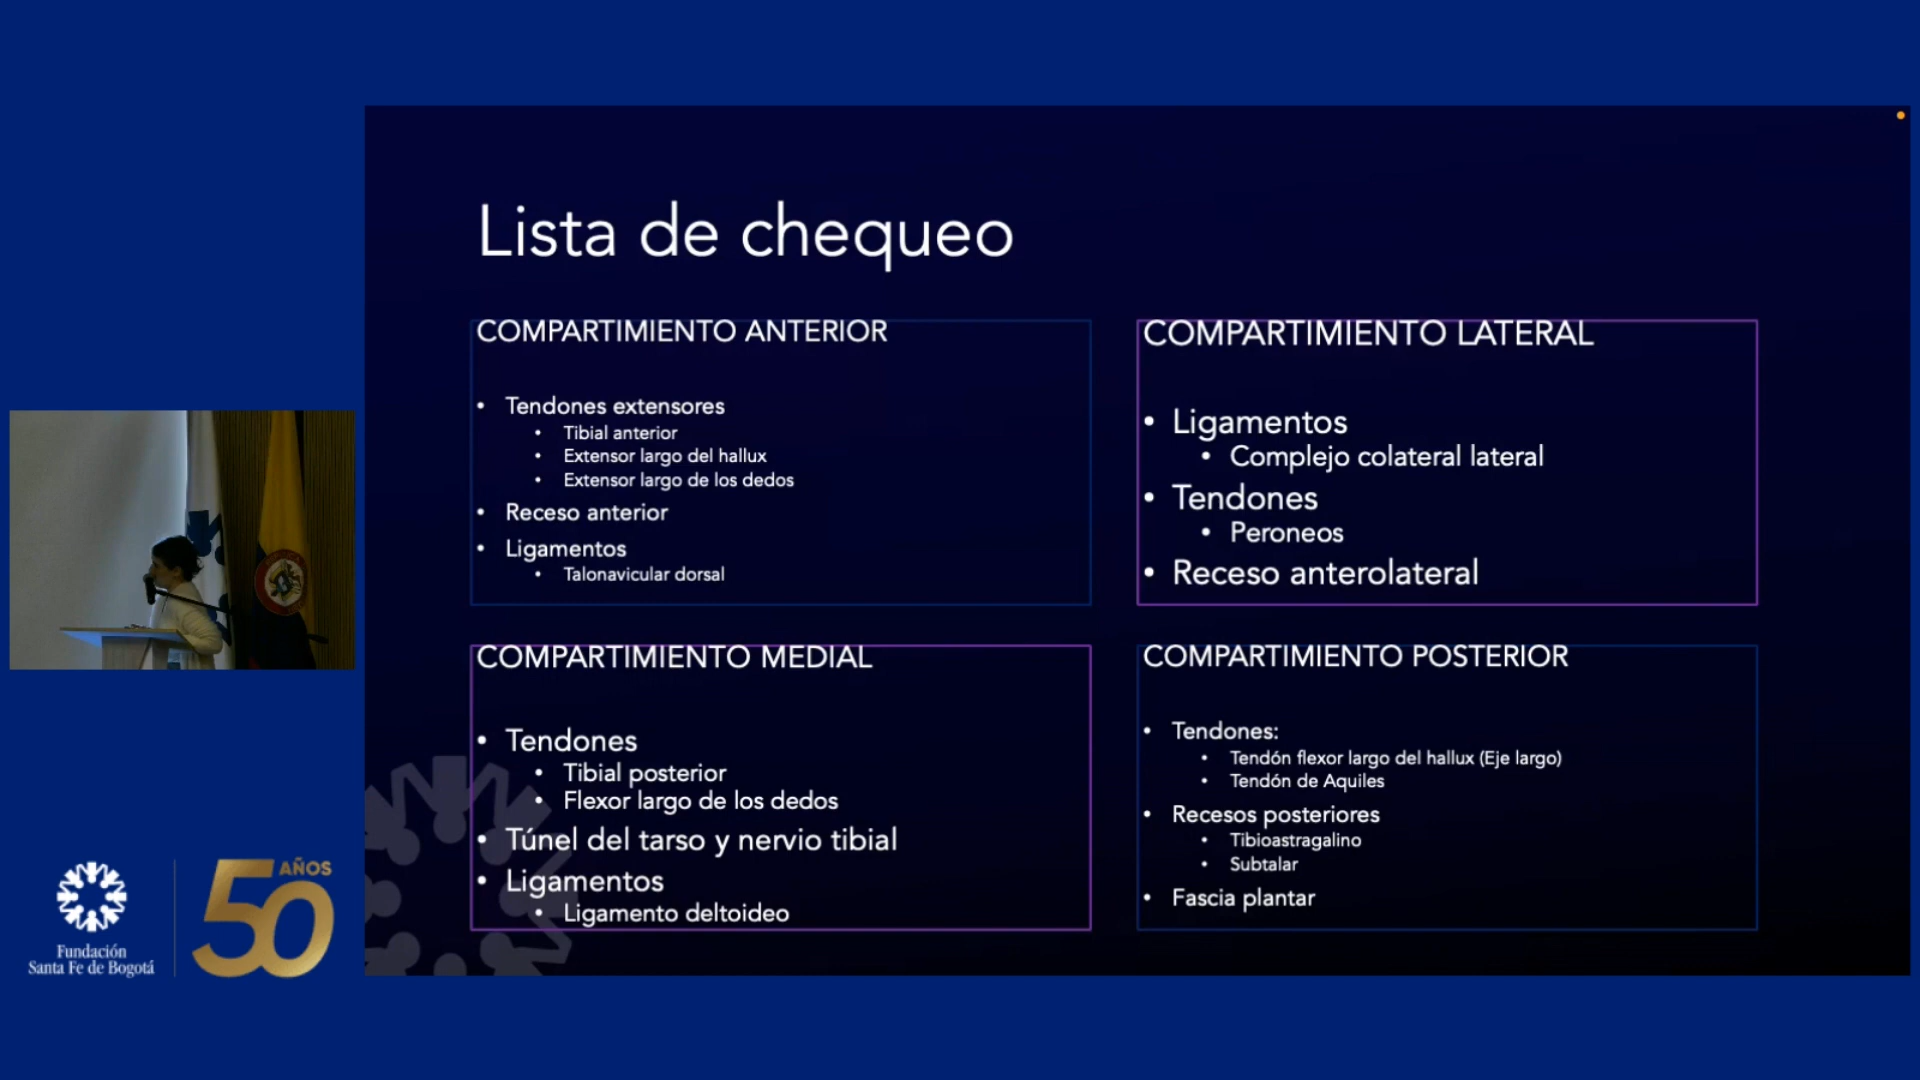 Lista de chequeo
COMPARTIMIENTO ANTERIOR
• Tendones extensores
• Tibial anterior
• Extensor largo del hallux
• Extensor largo de los dedos
• Receso anterior
• Ligamentos
• Talonavicular dorsal
COMPARTIMIENTO LATERAL
• Ligamentos
• Complejo colateral lateral
• Tendones
• Peroneos
• Receso anterolateral
COMPARTIMIENTO MEDIAL
• Tendones
• Tibial posterior
• Flexor largo de los dedos
• Túnel del tarso y nervio tibial
• Ligamentos
• Ligamento deltoideo
COMPARTIMIENTO POSTERIOR
• Tendones:
• Tendón flexor largo del hallux (Eje largo)
• Tendón de Aquiles
• Recesos posteriores
• Tibioastragalino
• Subtalar
• Fascia plantar
Fundación
Santa Fe de Bogotá
50 AÑOS